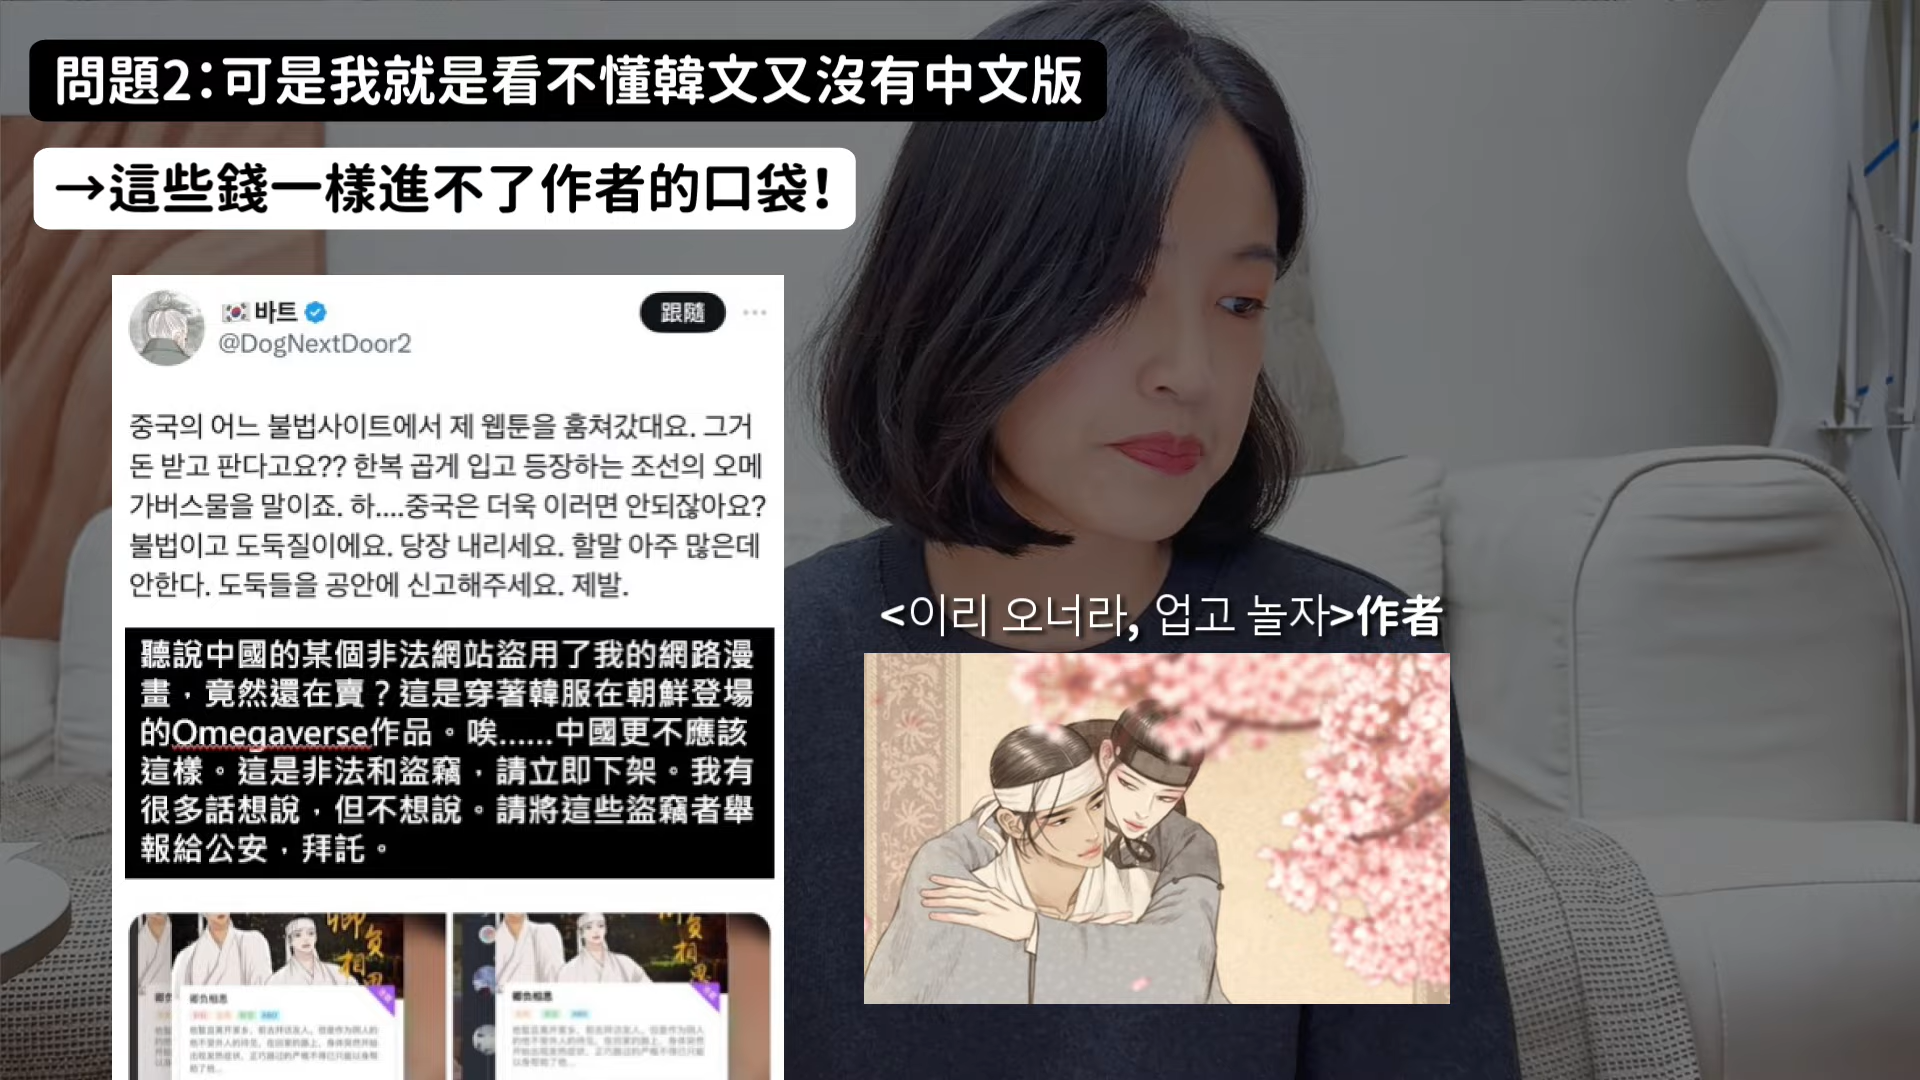 問題2:可是我就是看不懂韓文又沒有中文版
→這些錢一樣進不了作者的口袋!
🇰🇷 바트
@DogNextDoor2
跟隨
중국의 어느 불법사이트에서 제 웹툰을 훔쳐갔대요. 그거
돈 받고 판다고요?? 한복 곱게 입고 등장하는 조선의 오메
가버스물을 말이죠. 하....중국은 더욱 이러면 안되잖아요?
불법이고 도둑질이에요. 당장 내리세요. 할말 아주 많은데
안한다. 도둑들을 공안에 신고해주세요. 제발.
聽說中國的某個非法網站盜用了我的網路漫
畫,竟然還在賣?這是穿著韓服在朝鮮登場
的Omegaverse作品。唉......中國更不應該
這樣。這是非法和盜竊,請立即下架。我有
很多話想說,但不想說。請將這些盜竊者舉
報給公安,拜託。
<이리 오너라, 업고 놀자>作者
卿负相思
卿负相思